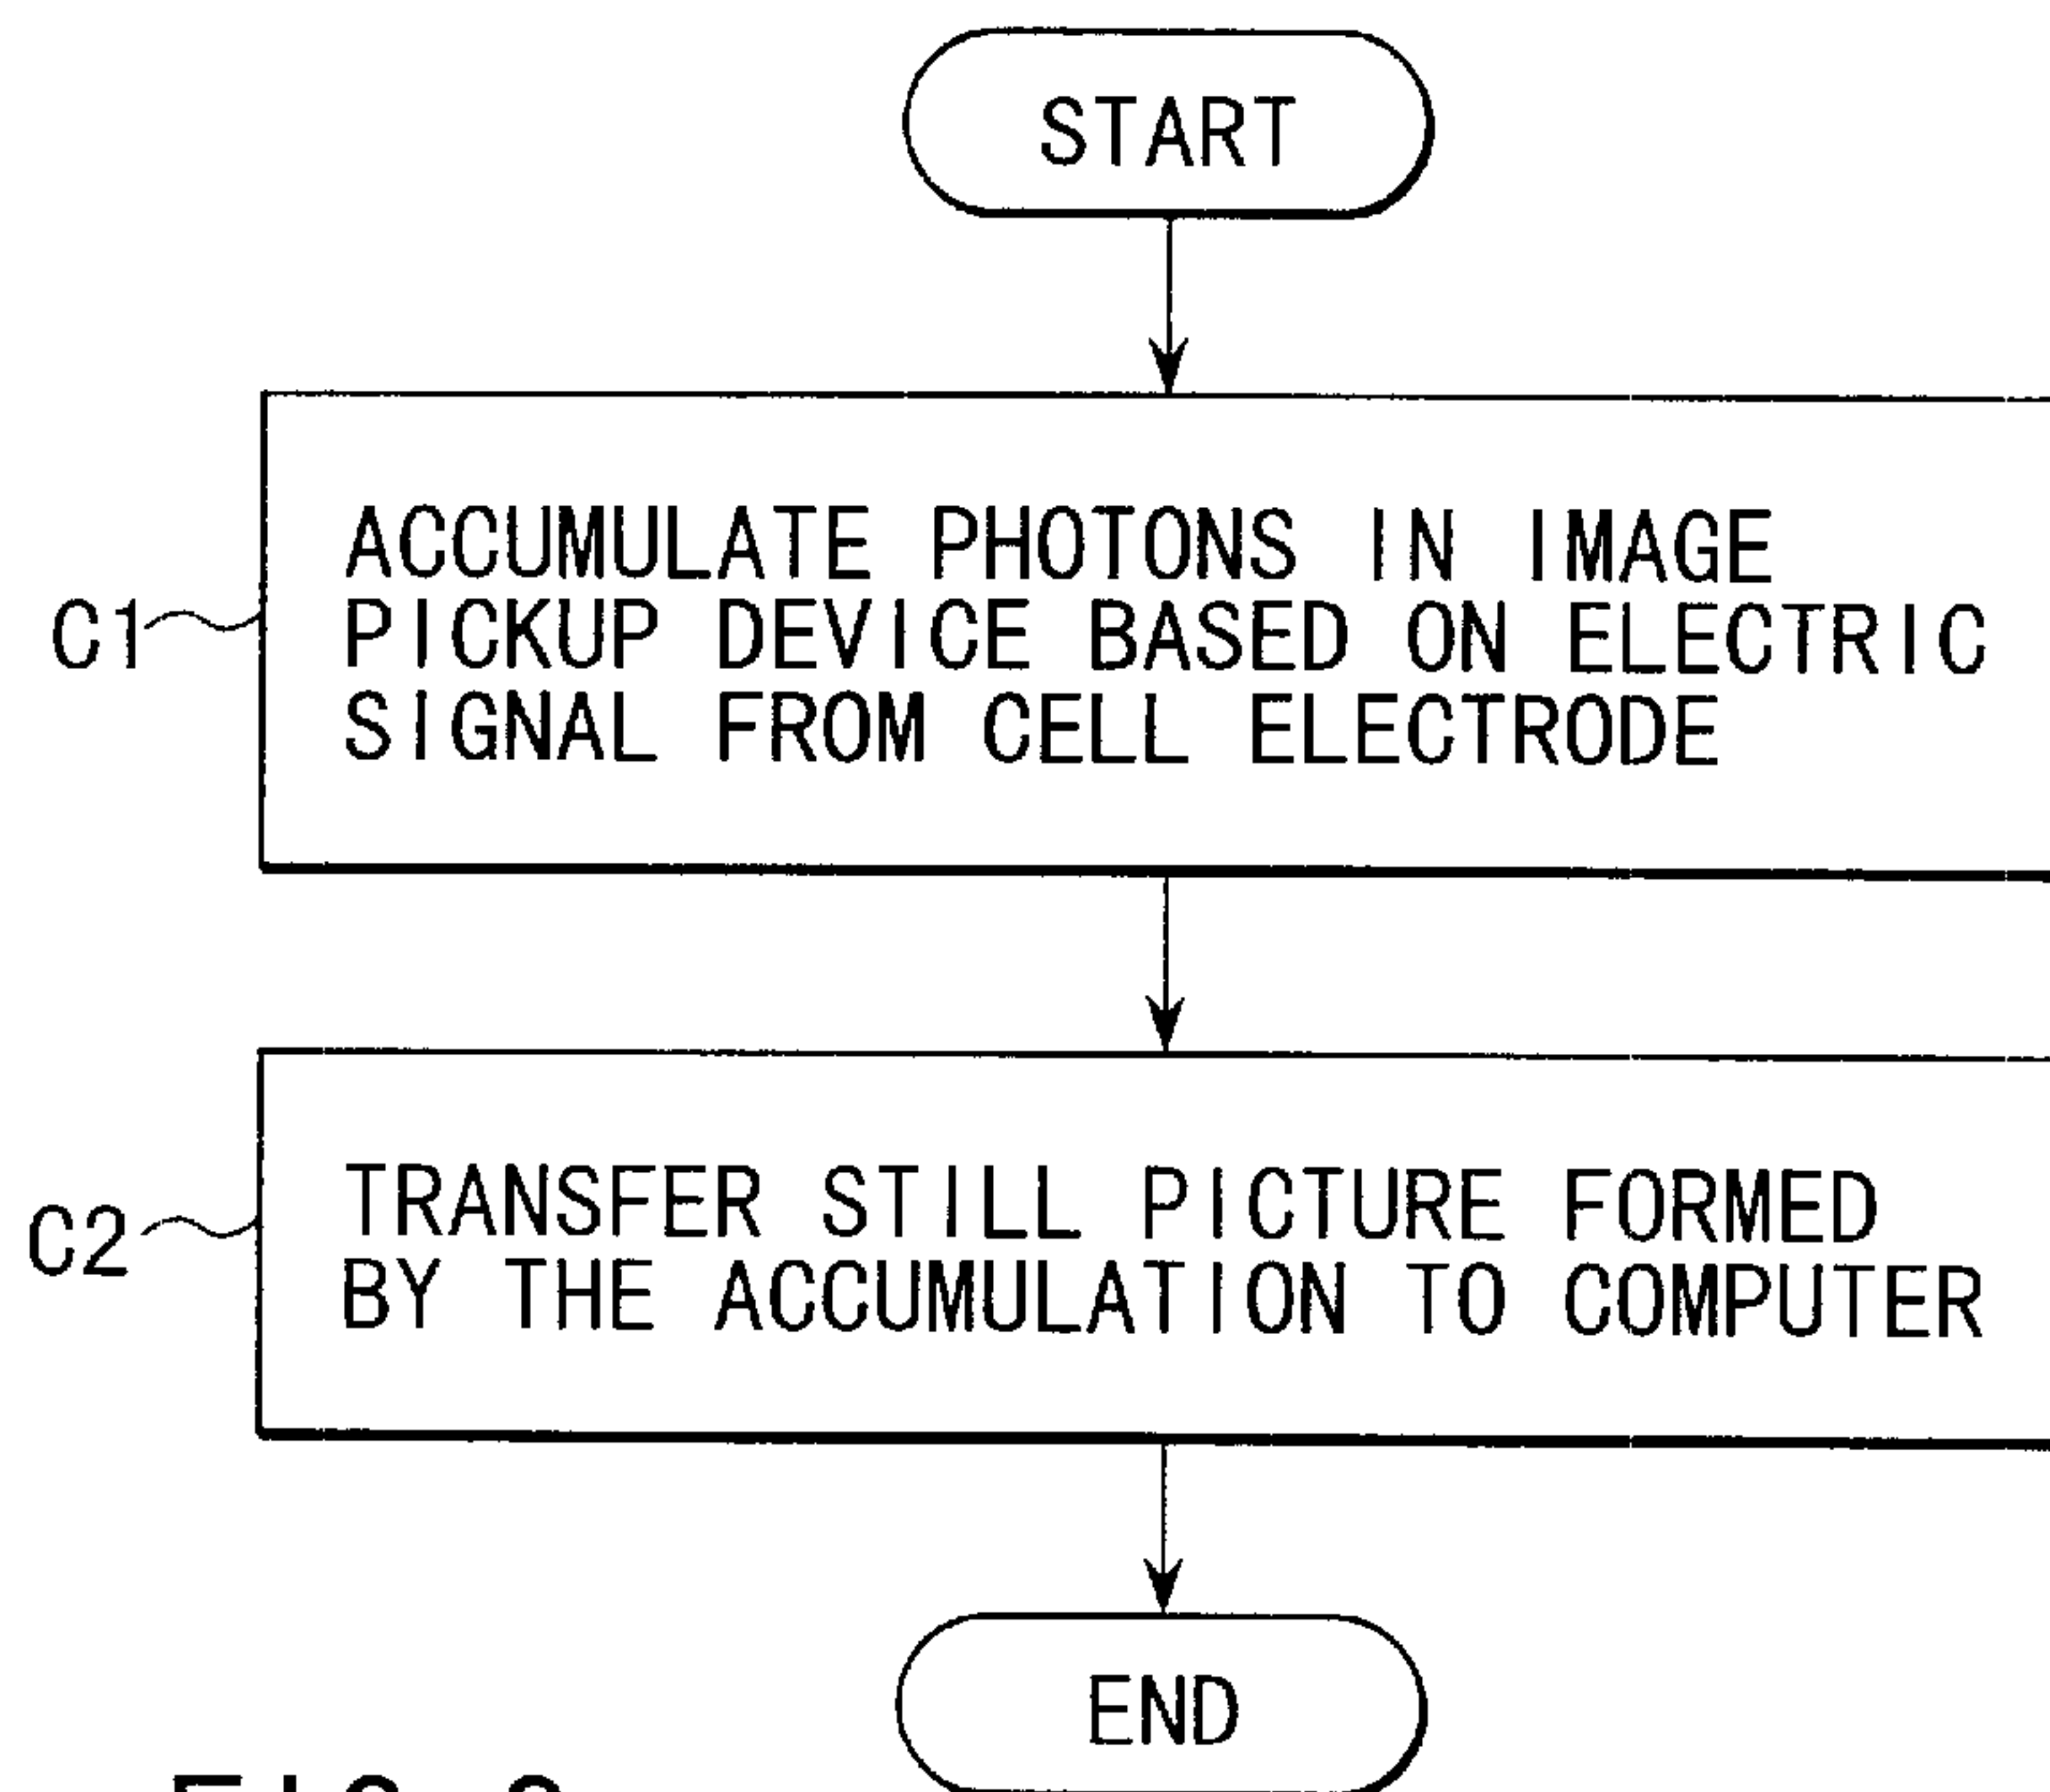 START
C1
ACCUMULATE PHOTONS IN IMAGE
PICKUP DEVICE BASED ON ELECTRIC
SIGNAL FROM CELL ELECTRODE
C2
TRANSFER STILL PICTURE FORMED
BY THE ACCUMULATION TO COMPUTER
END